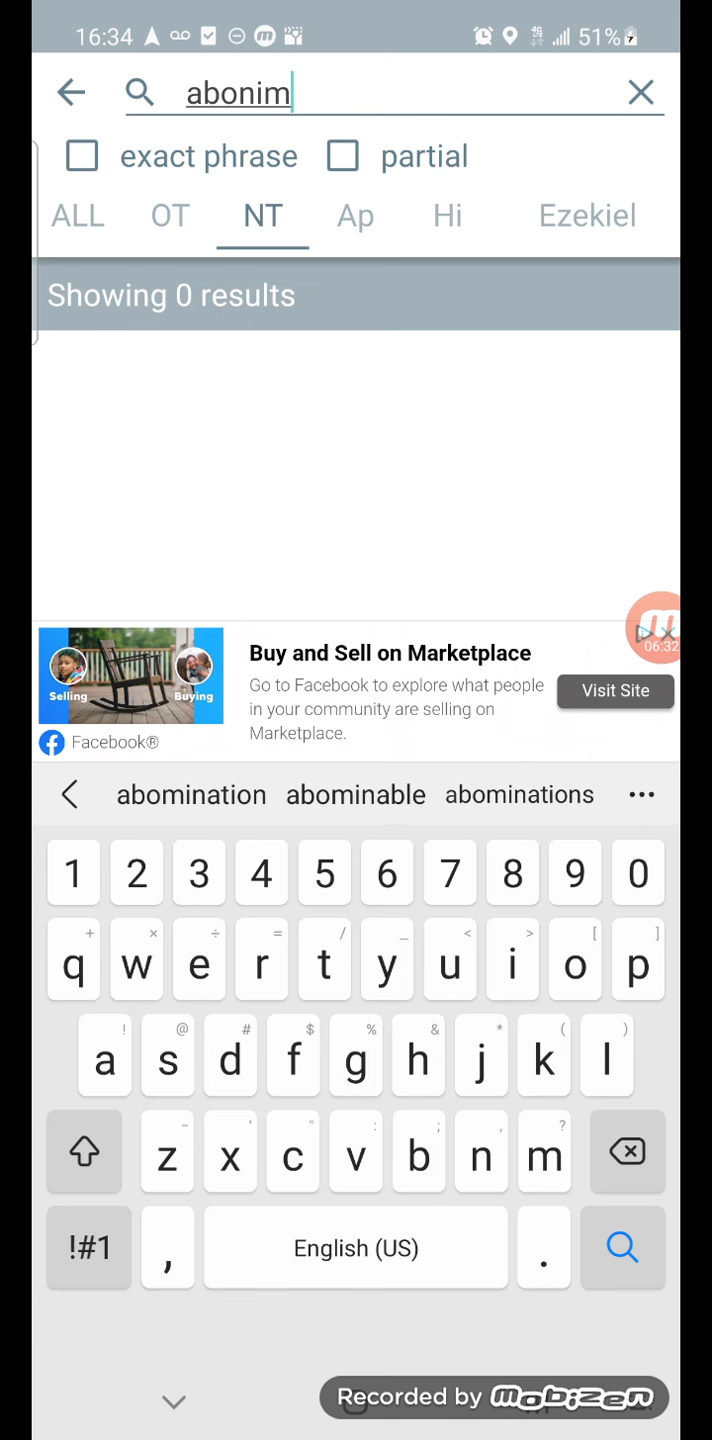 16:34 51%
abonim
exact phrase partial
ALL OT NT Ap Hi Ezekiel
Showing 0 results
Buy and Sell on Marketplace
Go to Facebook to explore what people
in your community are selling on
Marketplace.
Visit Site
Selling Buying
Facebook®
06:32
abomination abominable abominations
1 2 3 4 5 6 7 8 9 0
+ × ÷ = / _ < > [ ]
q w e r t y u i o p
! @ # $ % & * ( )
a s d f g h j k l
- ' " : ; , ?
z x c v b n m
!#1 , English (US) .
Recorded by mobizen